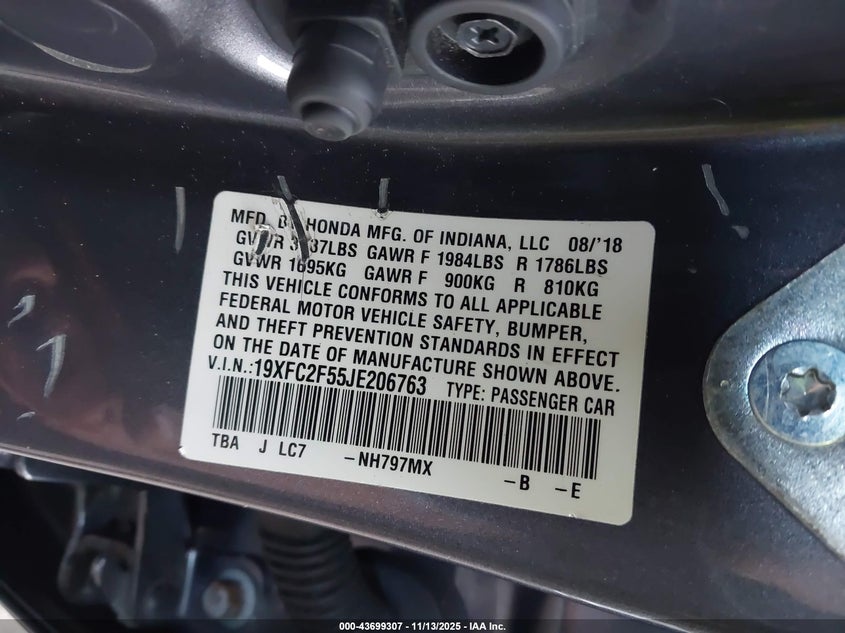 MFD. B HONDA MFG. OF INDIANA, LLC 08/'18
GVWR 37LBS GAWR F 1984LBS R 1786LBS
GVWR 1695KG GAWR F 900KG R 810KG
THIS VEHICLE CONFORMS TO ALL APPLICABLE
FEDERAL MOTOR VEHICLE SAFETY, BUMPER,
AND THEFT PREVENTION STANDARDS IN EFFECT
ON THE DATE OF MANUFACTURE SHOWN ABOVE.
V.I.N.:19XFC2F55JE206763 TYPE: PASSENGER CAR
TBA J LC7 –NH797MX –B –E
000-43699307 - 11/13/2025 - IAA Inc.